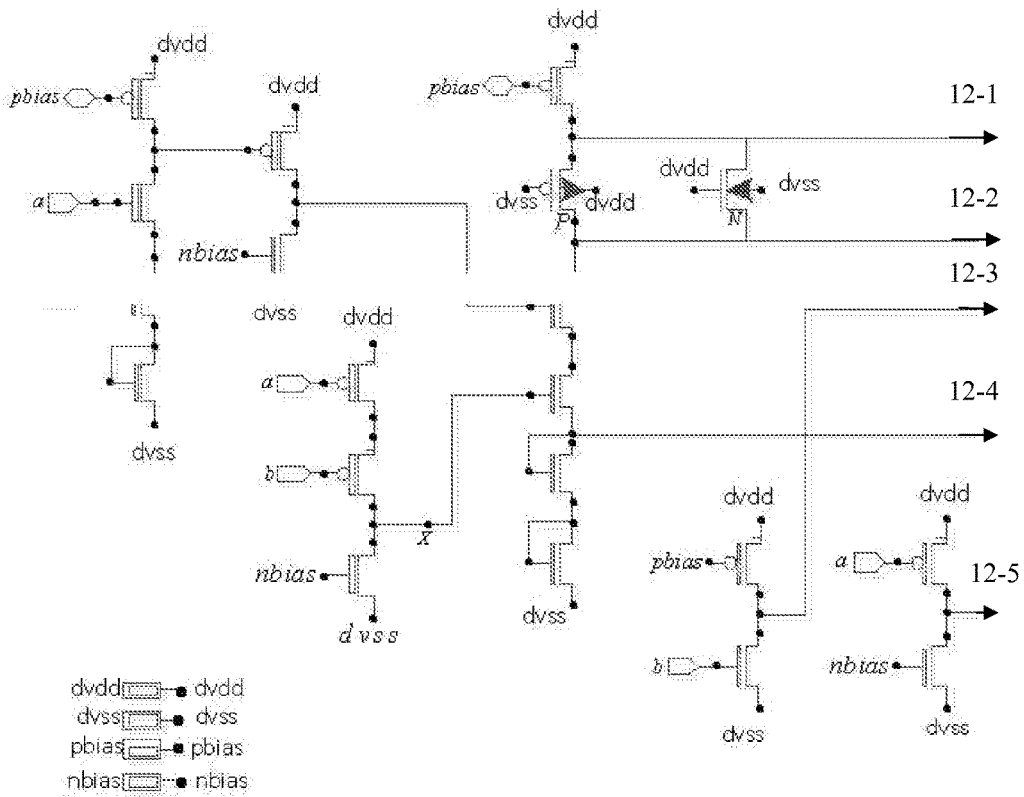 dvdd
dvdd
pbias
dvdd
pbias
12-1
a
dvss
dvdd
dvdd
dvss
12-2
P
N
nbias
12-3
dvss
dvdd
a
12-4
dvss
b
dvdd
dvdd
X
nbias
pbias
a
12-5
dvss
dvss
b
nbias
dvdd dvdd
dvss dvss
dvss
dvss
pbias pbias
nbias nbias